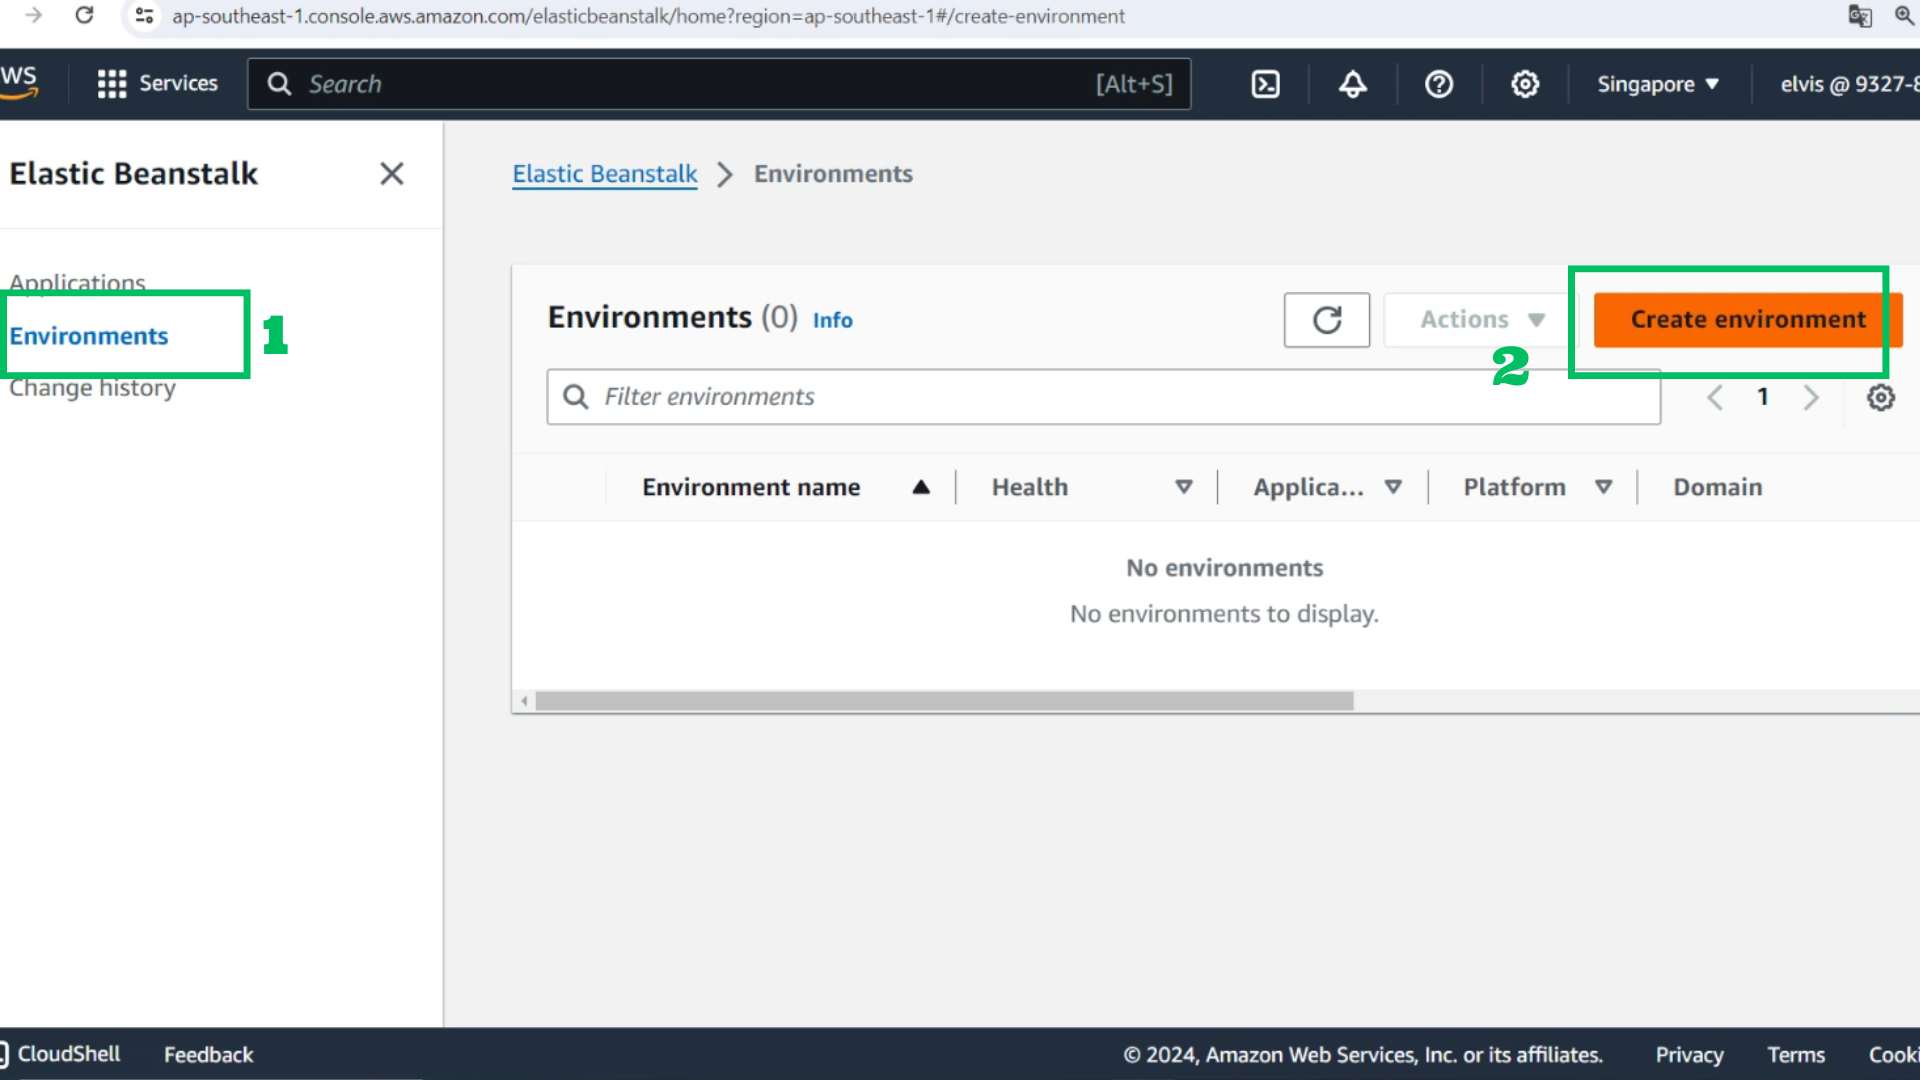 ap-southeast-1.console.aws.amazon.com/elasticbeanstalk/home?region=ap-southeast-1#/create-environment
Services
Search
[Alt+S]
Singapore
elvis @ 9327-8
Elastic Beanstalk
Applications
Environments
1
Change history
Elastic Beanstalk
Environments
Environments (0) Info
Actions
Create environment
2
Filter environments
1
Environment name
Health
Applica...
Platform
Domain
No environments
No environments to display.
CloudShell
Feedback
© 2024, Amazon Web Services, Inc. or its affiliates.
Privacy
Terms